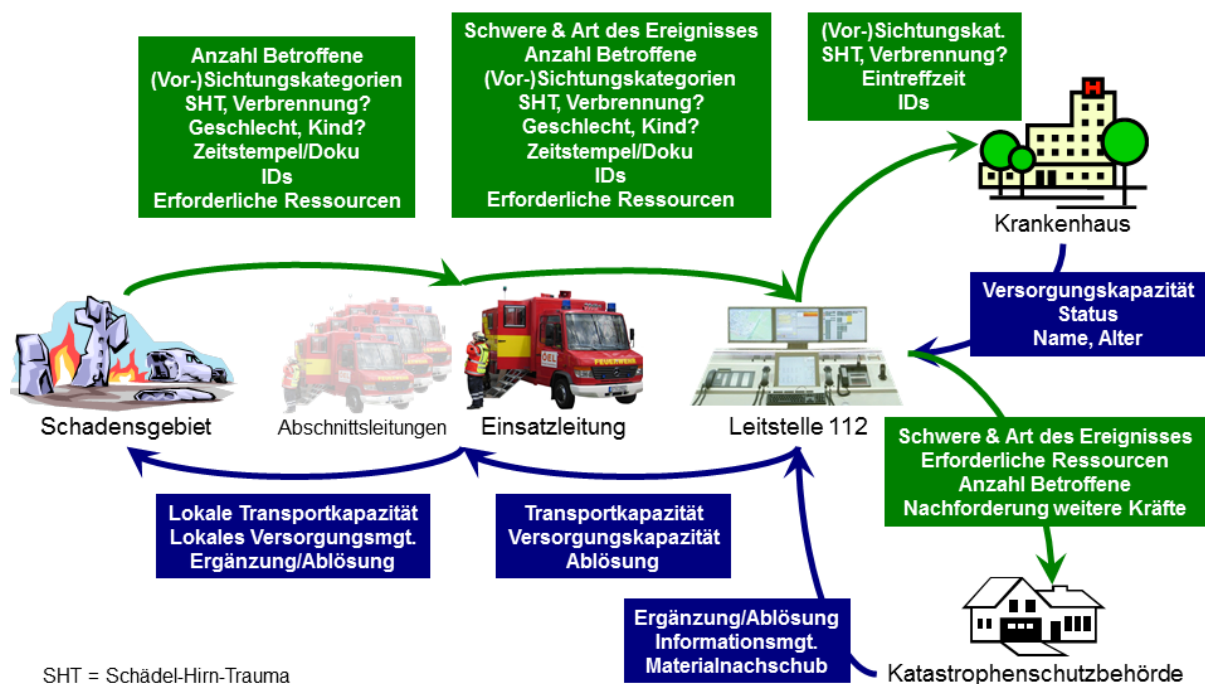 Anzahl Betroffene
(Vor-)Sichtungskategorien
SHT, Verbrennung?
Geschlecht, Kind?
Zeitstempel/Doku
IDs
Erforderliche Ressourcen
Schwere & Art des Ereignisses
Anzahl Betroffene
(Vor-)Sichtungskategorien
SHT, Verbrennung?
Geschlecht, Kind?
Zeitstempel/Doku
IDs
Erforderliche Ressourcen
(Vor-)Sichtungskat.
SHT, Verbrennung?
Eintreffzeit
IDs
H
Krankenhaus
Versorgungskapazität
Status
Name, Alter
ÖEL
FEUERWEHR
Schadensgebiet
Abschnittsleitungen
Einsatzleitung
Leitstelle 112
Schwere & Art des Ereignisses
Erforderliche Ressourcen
Anzahl Betroffene
Nachforderung weitere Kräfte
Lokale Transportkapazität
Lokales Versorgungsmgt.
Ergänzung/Ablösung
Transportkapazität
Versorgungskapazität
Ablösung
Ergänzung/Ablösung
Informationsmgt.
Materialnachschub
Katastrophenschutzbehörde
SHT = Schädel-Hirn-Trauma